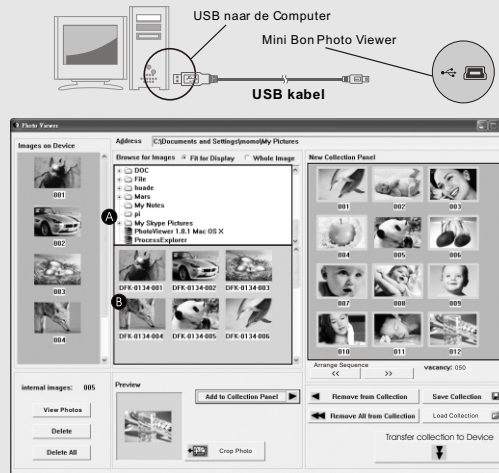 USB naar de Computer
Mini Bon Photo Viewer
USB kabel
Photo Viewer
Images on Device
001
002
003
004
internal images: 005
View Photos
Delete
Delete All
Address C:\Documents and Settings\momo\My Pictures
Browse for Images Fit for Display Whole Image
DOC
File
huade
Mars
My Notes
pi
My Skype Pictures
PhotoViewer 1.0.1 Mac OS X
ProcessExplorer
A
B
DFK-0134-001 DFK-0134-002 DFK-0134-003
DFK-0134-004 DFK-0134-005 DFK-0134-006
Preview
Add to Collection Panel
Crop Photo
New Collection Panel
001 002 003
004 005 006
007 008 009
010 011 012
Arrange Sequence
<< >>
vacancy: 050
Remove from Collection Save Collection
Remove All from Collection Load Collection
Transfer collection to Device